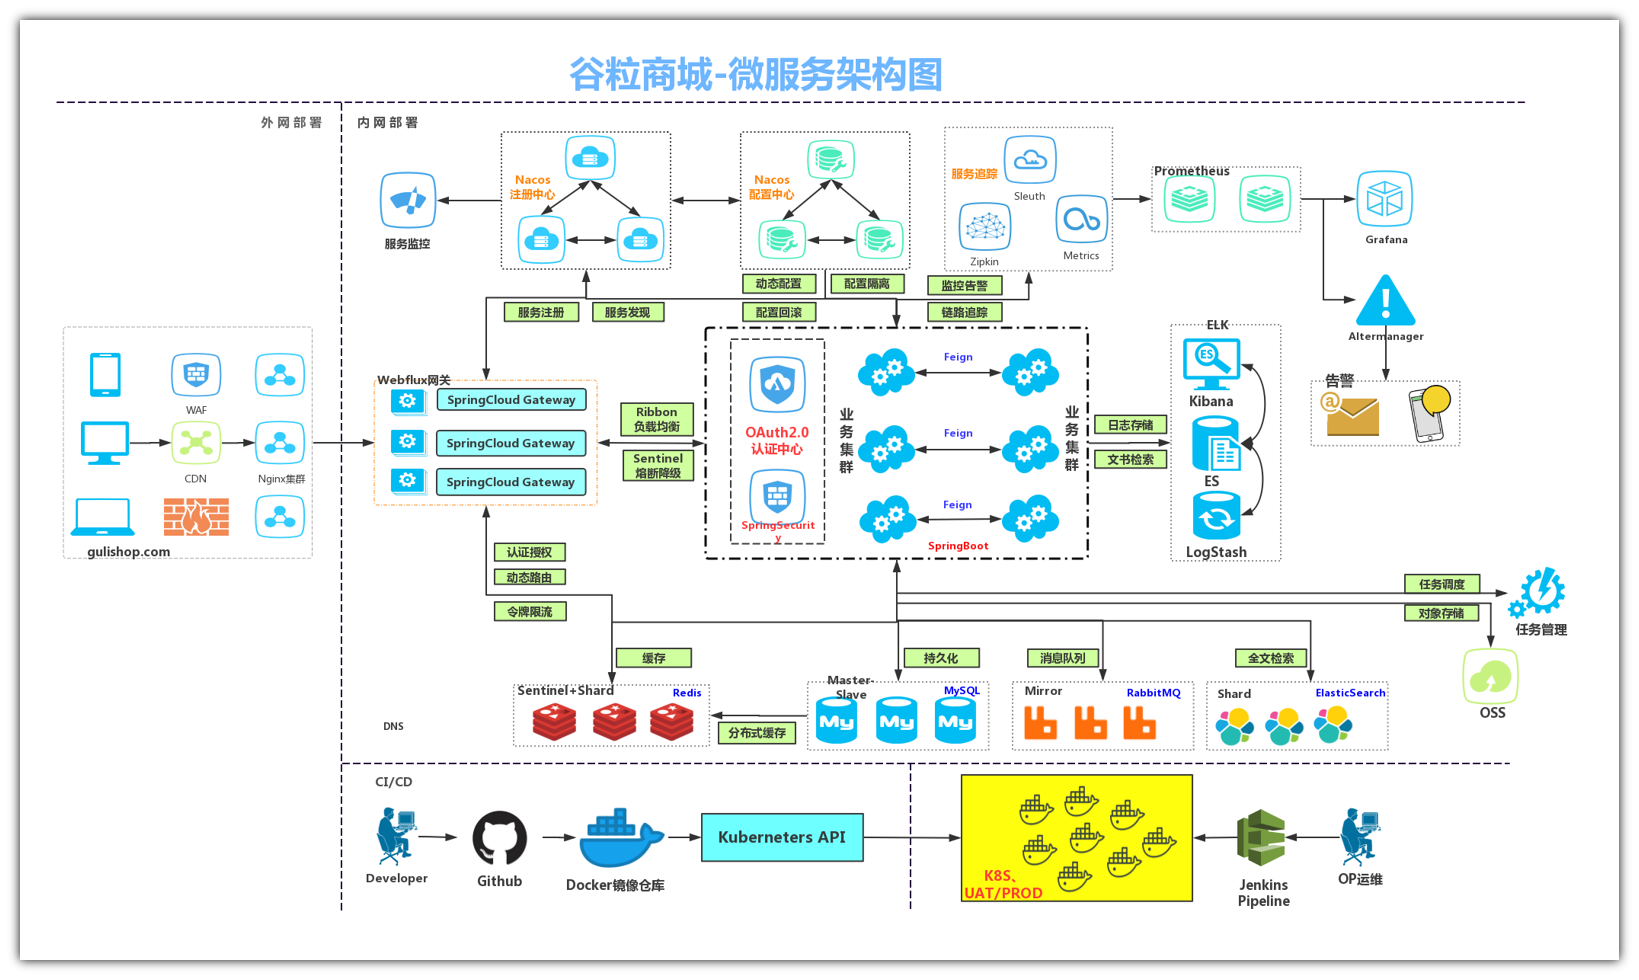 谷粒商城-微服务架构图
外网部署
内网部署
服务监控
Nacos
注册中心
Nacos
配置中心
服务追踪
Sleuth
Zipkin
Metrics
Prometheus
Grafana
动态配置
配置隔离
监控告警
服务注册
服务发现
配置回滚
链路追踪
Altermanager
告警
@
WAF
CDN
Nginx集群
gulishop.com
Webflux网关
SpringCloud Gateway
SpringCloud Gateway
SpringCloud Gateway
Ribbon
负载均衡
Sentinel
熔断降级
OAuth2.0
认证中心
SpringSecurit
y
业务集群
Feign
Feign
Feign
业务集群
SpringBoot
日志存储
文书检索
ELK
ES
Kibana
ES
LogStash
认证授权
动态路由
令牌限流
任务调度
对象存储
任务管理
OSS
缓存
持久化
消息队列
全文检索
Sentinel+Shard
Redis
分布式缓存
Master-
Slave
MySQL
My
My
My
Mirror
RabbitMQ
Shard
ElasticSearch
DNS
CI/CD
Developer
Github
Docker镜像仓库
Kuberneters API
K8S、
UAT/PROD
Jenkins
Pipeline
OP运维